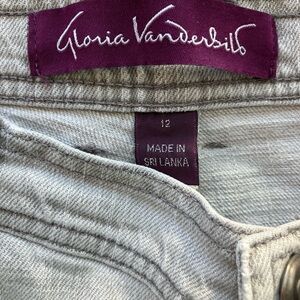 Gloria Vanderbilt
12
MADE IN
SRI LANKA